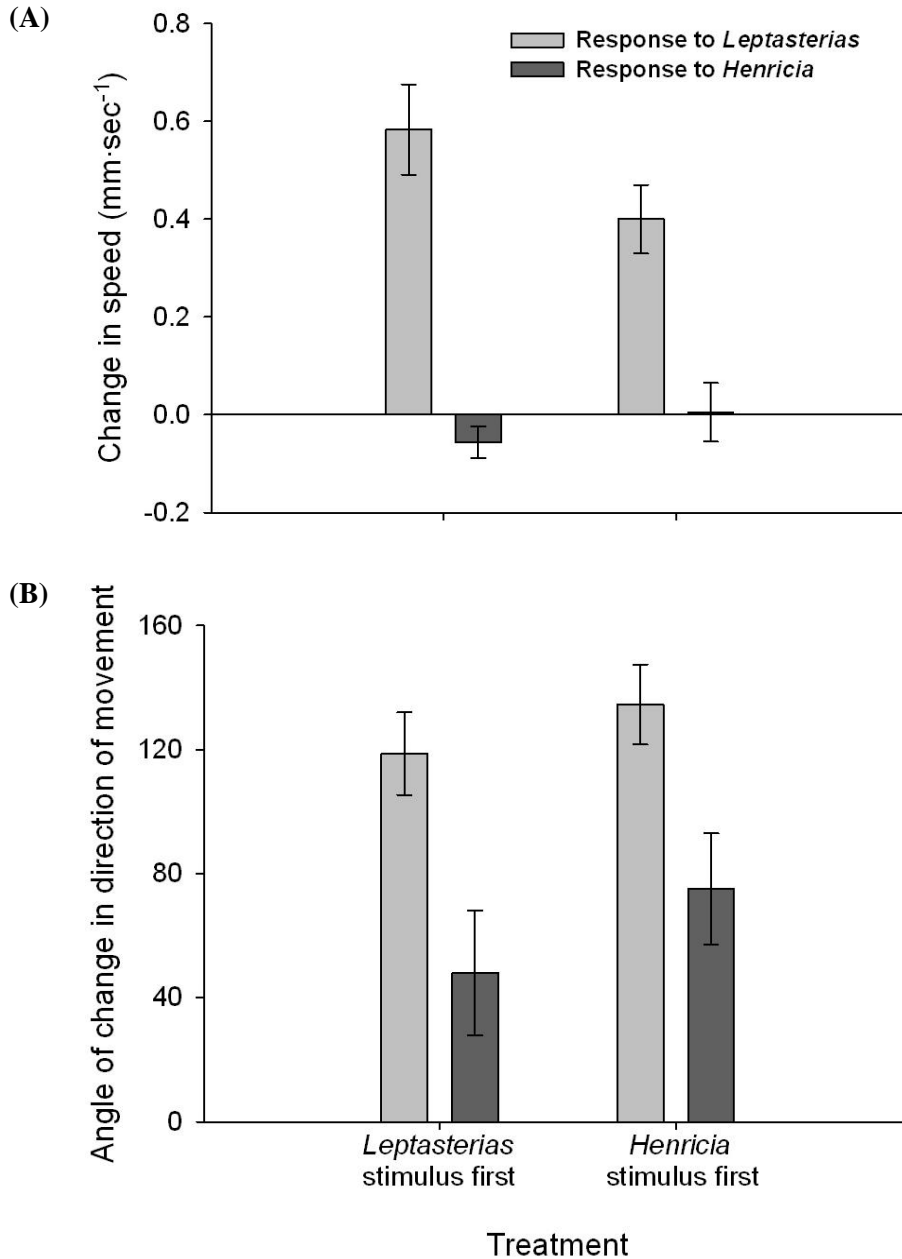 (A)
Change in speed (mm·sec⁻¹)
0.8
0.6
0.4
0.2
0.0
-0.2
Response to Leptasterias
Response to Henricia
(B)
Angle of change in direction of movement
160
120
80
40
0
Leptasterias
stimulus first
Henricia
stimulus first
Treatment